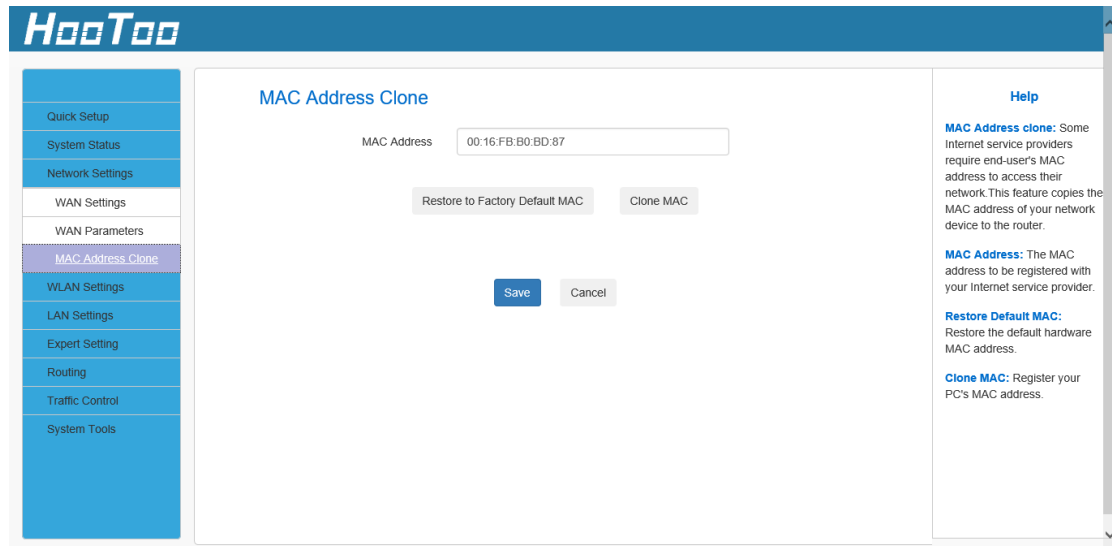 HooToo
Quick Setup
System Status
Network Settings
WAN Settings
WAN Parameters
MAC Address Clone
WLAN Settings
LAN Settings
Expert Setting
Routing
Traffic Control
System Tools
MAC Address Clone
MAC Address
00:16:FB:B0:BD:87
Restore to Factory Default MAC
Clone MAC
Save
Cancel
Help
MAC Address clone: Some
Internet service providers
require end-user's MAC
address to access their
network.This feature copies the
MAC address of your network
device to the router.
MAC Address: The MAC
address to be registered with
your Internet service provider.
Restore Default MAC:
Restore the default hardware
MAC address.
Clone MAC: Register your
PC's MAC address.